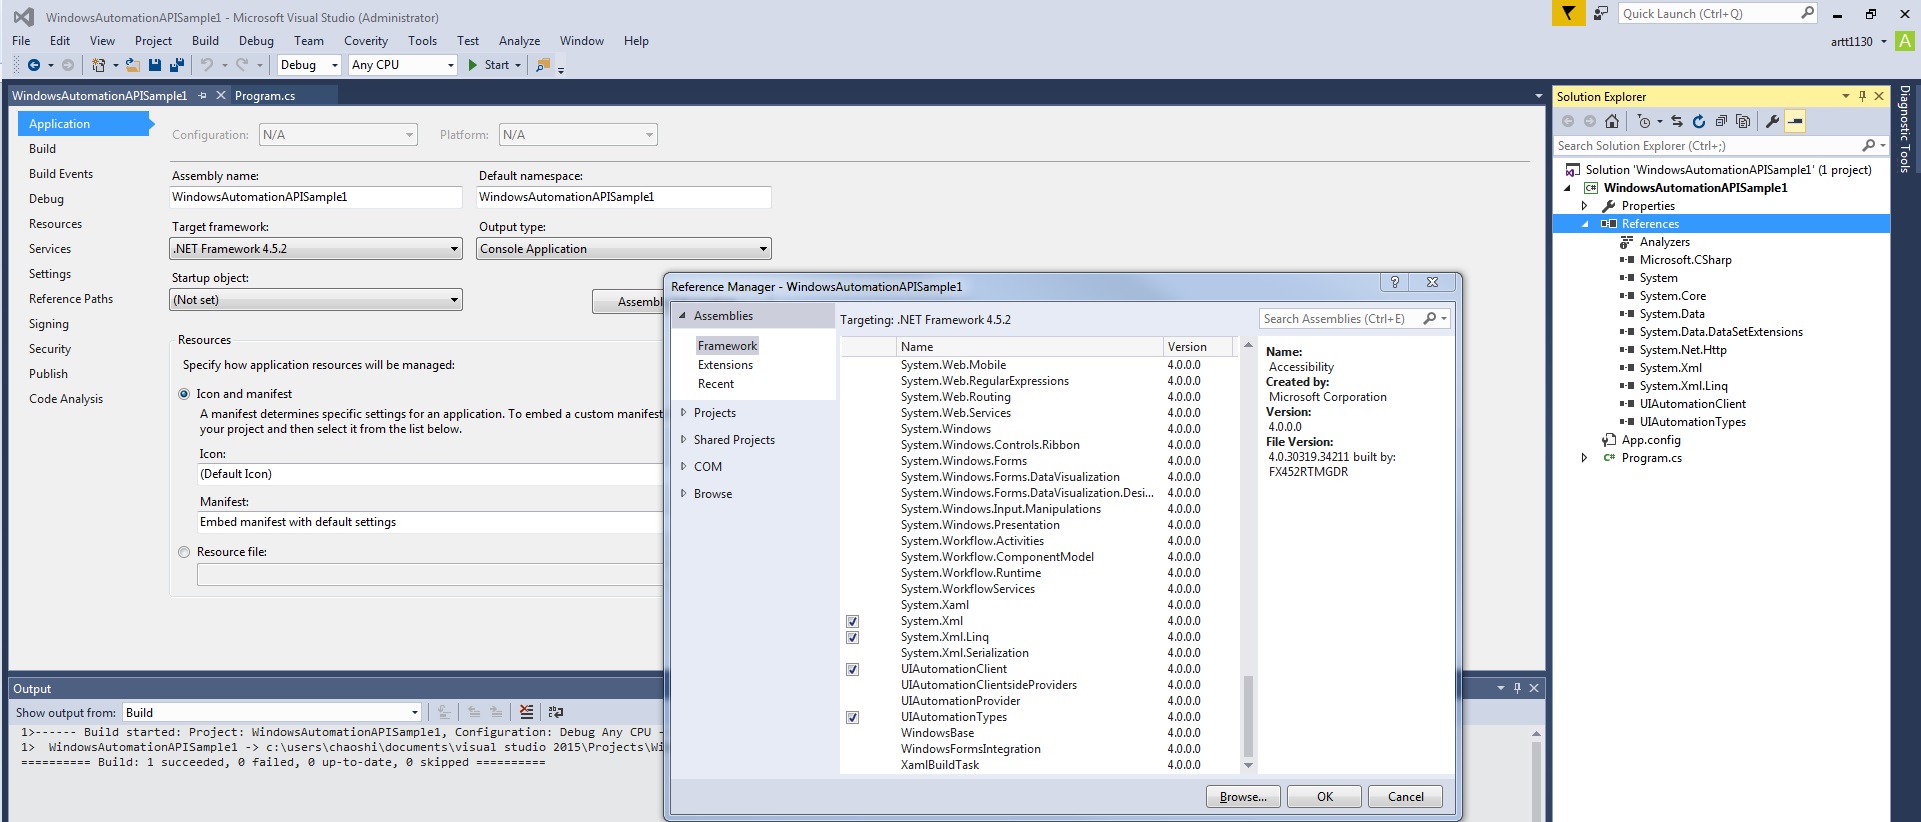 WindowsAutomationAPISample1 - Microsoft Visual Studio (Administrator)
Quick Launch (Ctrl+Q)
File Edit View Project Build Debug Team Coverity Tools Test Analyze Window Help
artt1130 A
Debug Any CPU Start
WindowsAutomationAPISample1 Program.cs
Application
Build
Build Events
Debug
Resources
Services
Settings
Reference Paths
Signing
Security
Publish
Code Analysis
Configuration: N/A Platform: N/A
Assembly name: Default namespace:
WindowsAutomationAPISample1 WindowsAutomationAPISample1
Target framework: Output type:
.NET Framework 4.5.2 Console Application
Startup object:
(Not set) Assembl
Resources
Specify how application resources will be managed:
Icon and manifest
A manifest determines specific settings for an application. To embed a custom manifest
your project and then select it from the list below.
Icon:
(Default Icon)
Manifest:
Embed manifest with default settings
Resource file:
Reference Manager - WindowsAutomationAPISample1
Assemblies
Framework
Extensions
Recent
Projects
Shared Projects
COM
Browse
Targeting: .NET Framework 4.5.2
Search Assemblies (Ctrl+E)
Name Version
System.Web.Mobile 4.0.0.0
System.Web.RegularExpressions 4.0.0.0
System.Web.Routing 4.0.0.0
System.Web.Services 4.0.0.0
System.Windows 4.0.0.0
System.Windows.Controls.Ribbon 4.0.0.0
System.Windows.Forms 4.0.0.0
System.Windows.Forms.DataVisualization 4.0.0.0
System.Windows.Forms.DataVisualization.Desi... 4.0.0.0
System.Windows.Input.Manipulations 4.0.0.0
System.Windows.Presentation 4.0.0.0
System.Workflow.Activities 4.0.0.0
System.Workflow.ComponentModel 4.0.0.0
System.Workflow.Runtime 4.0.0.0
System.WorkflowServices 4.0.0.0
System.Xaml 4.0.0.0
System.Xml 4.0.0.0
System.Xml.Linq 4.0.0.0
System.Xml.Serialization 4.0.0.0
UIAutomationClient 4.0.0.0
UIAutomationClientsideProviders 4.0.0.0
UIAutomationProvider 4.0.0.0
UIAutomationTypes 4.0.0.0
WindowsBase 4.0.0.0
WindowsFormsIntegration 4.0.0.0
XamlBuildTask 4.0.0.0
Name:
Accessibility
Created by:
Microsoft Corporation
Version:
4.0.0.0
File Version:
4.0.30319.34211 built by:
FX452RTMGDR
Browse... OK Cancel
Output
Show output from: Build
1>------ Build started: Project: WindowsAutomationAPISample1, Configuration: Debug Any CPU -
1> WindowsAutomationAPISample1 -> c:\users\chaoshi\documents\visual studio 2015\Projects\Wi
========== Build: 1 succeeded, 0 failed, 0 up-to-date, 0 skipped ==========
Solution Explorer
Search Solution Explorer (Ctrl+;)
Solution 'WindowsAutomationAPISample1' (1 project)
C# WindowsAutomationAPISample1
Properties
References
Analyzers
Microsoft.CSharp
System
System.Core
System.Data
System.Data.DataSetExtensions
System.Net.Http
System.Xml
System.Xml.Linq
UIAutomationClient
UIAutomationTypes
App.config
C# Program.cs
Diagnostic Tools